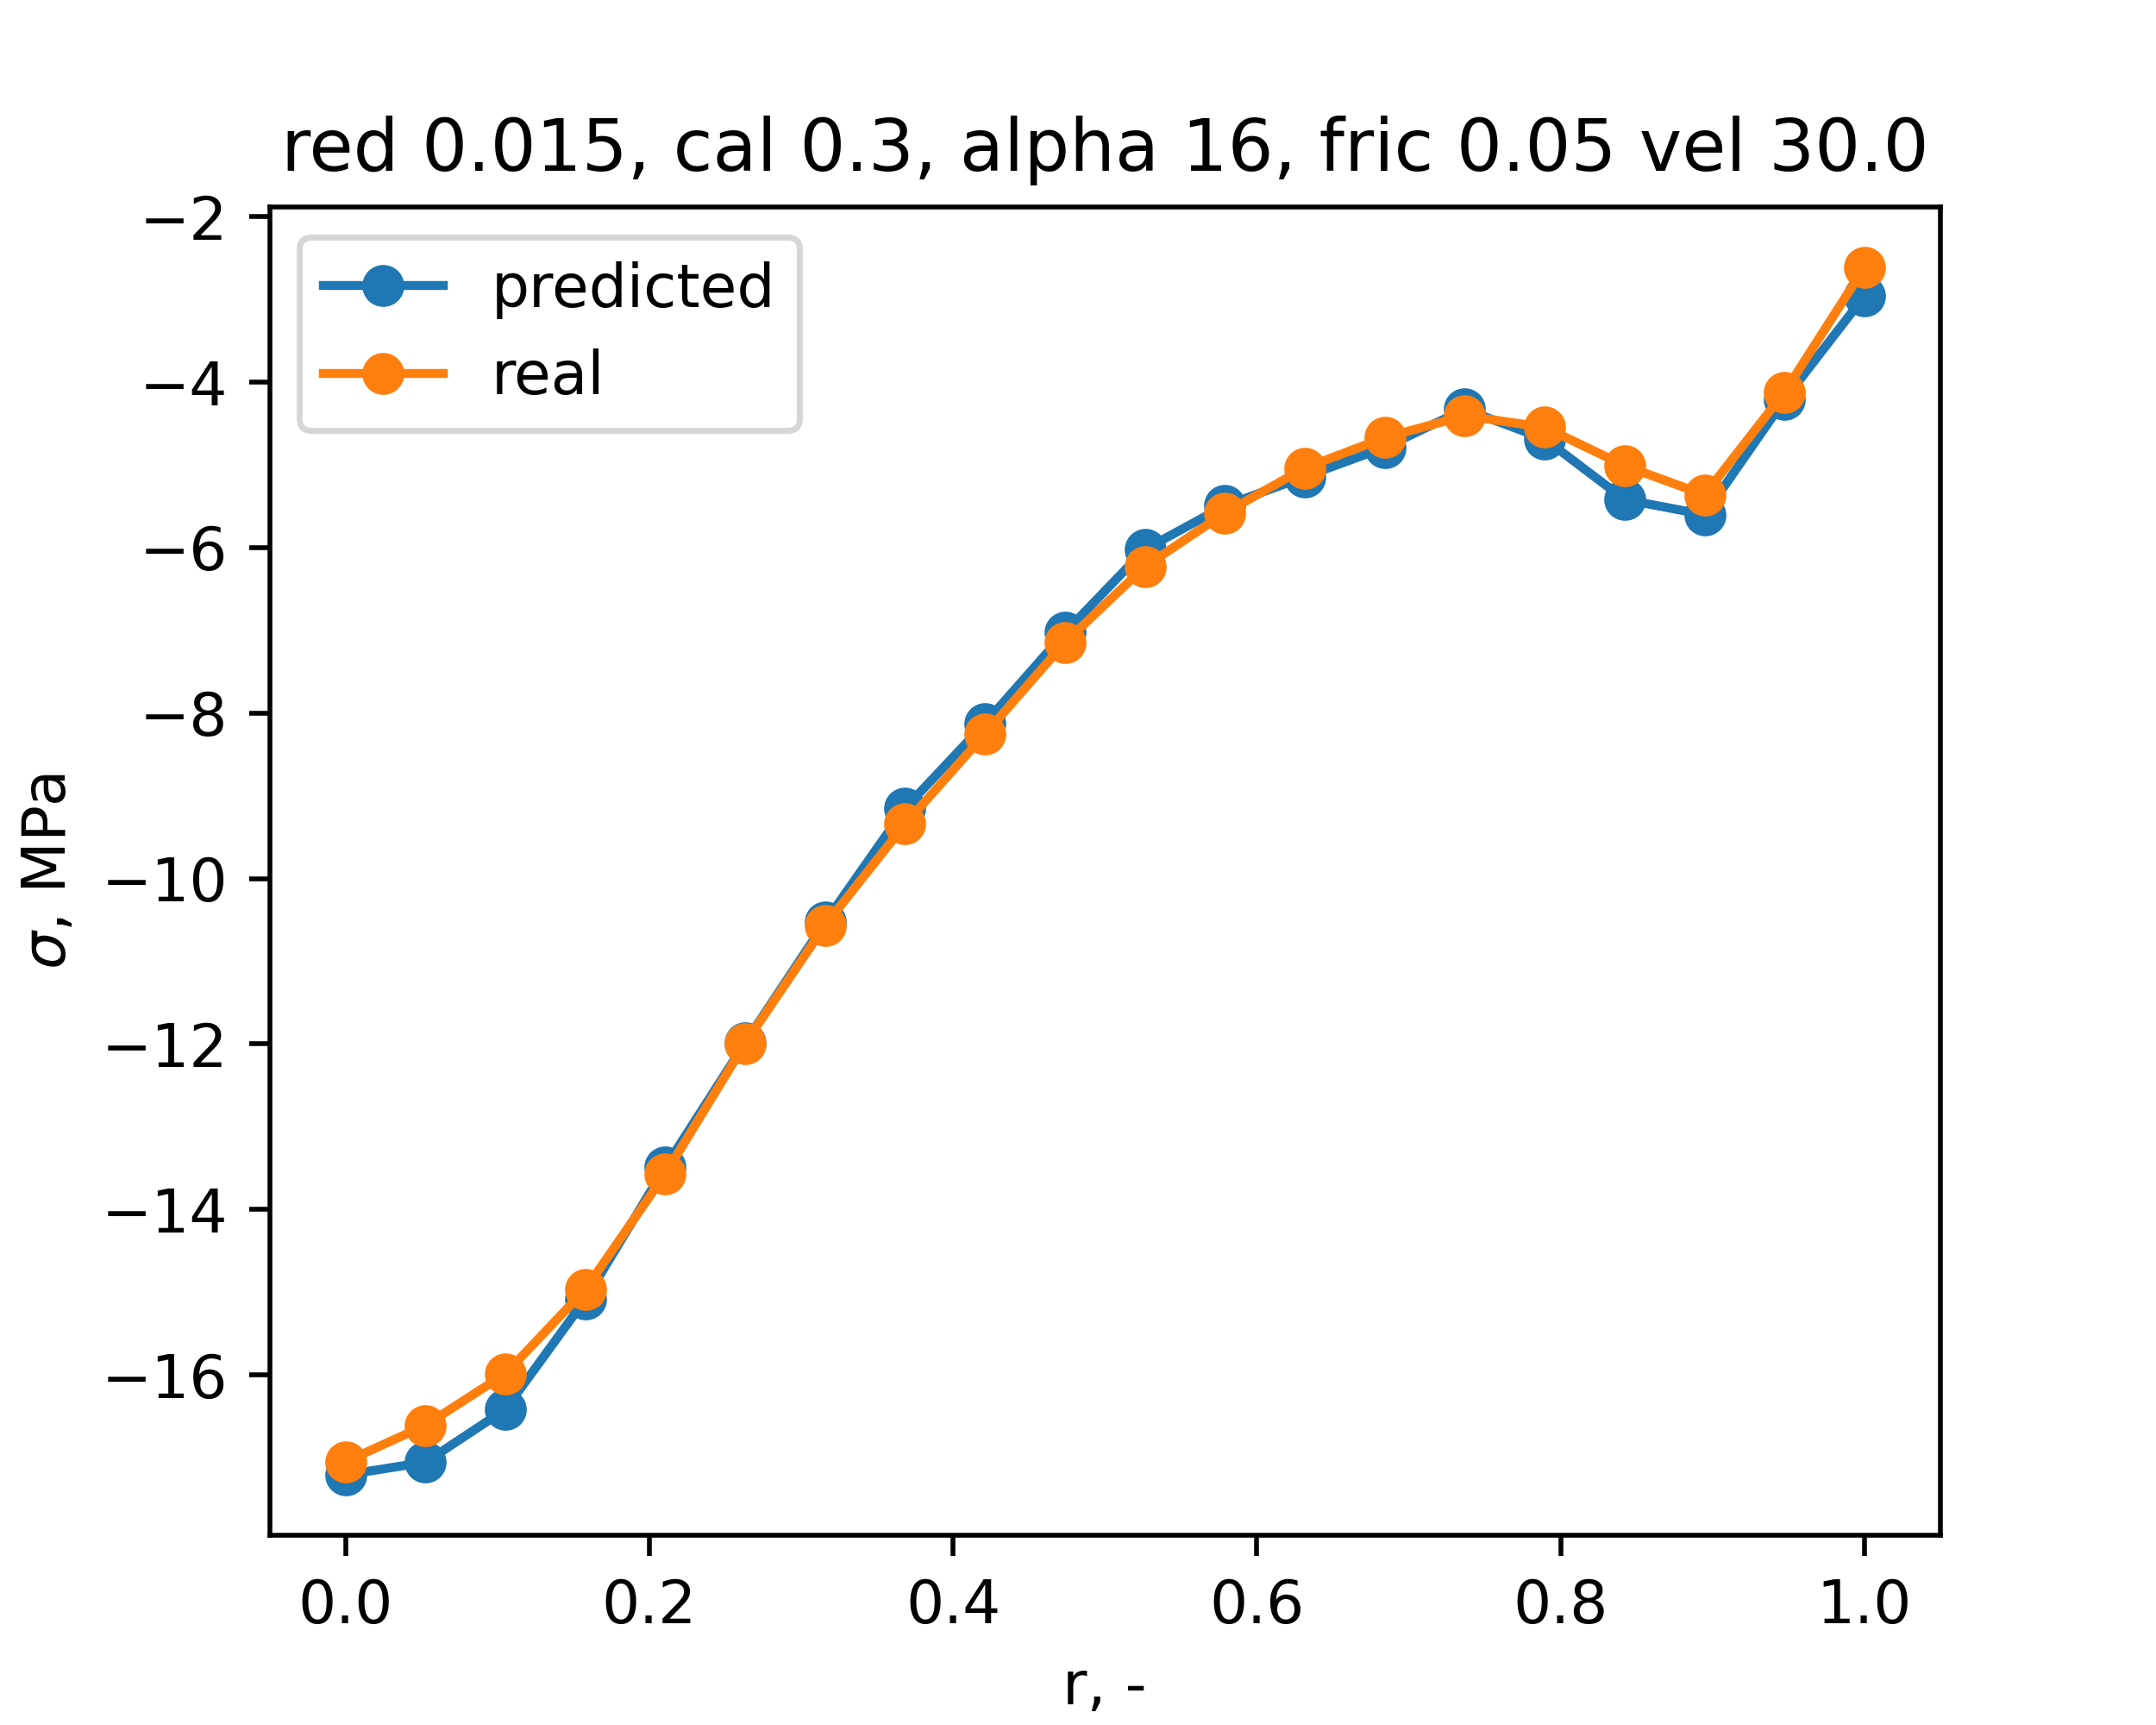 red 0.015, cal 0.3, alpha 16, fric 0.05 vel 30.0
predicted
real
−2
−4
−6
−8
−10
−12
−14
−16
σ, MPa
0.0 0.2 0.4 0.6 0.8 1.0
r, -